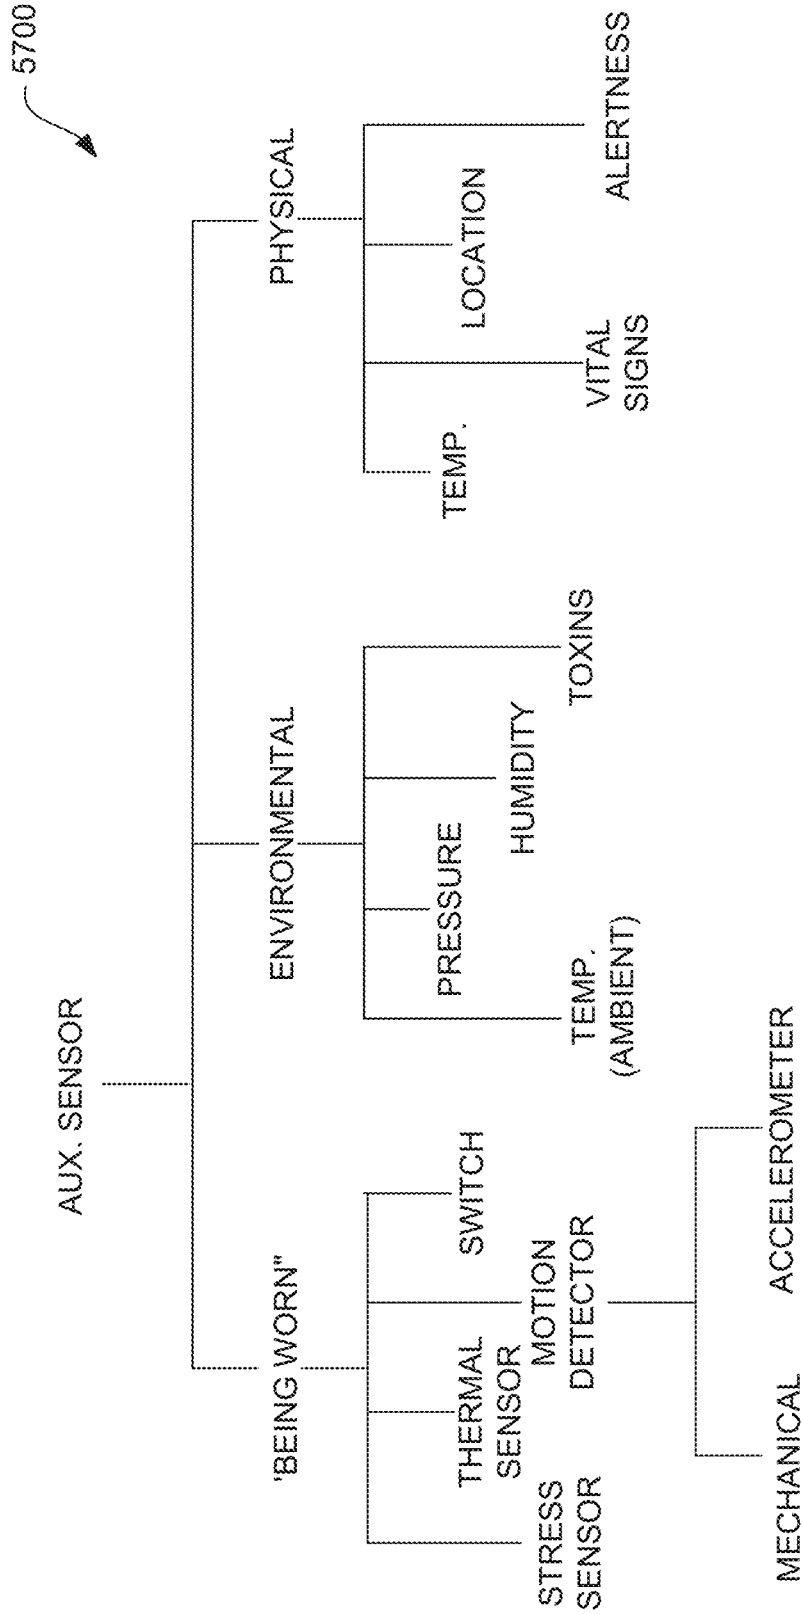 5700
AUX. SENSOR
'BEING WORN"
ENVIRONMENTAL
PHYSICAL
STRESS
SENSOR
THERMAL
SENSOR
MOTION
DETECTOR
SWITCH
MECHANICAL
ACCELEROMETER
TEMP.
(AMBIENT)
PRESSURE
HUMIDITY
TOXINS
TEMP.
VITAL
SIGNS
LOCATION
ALERTNESS